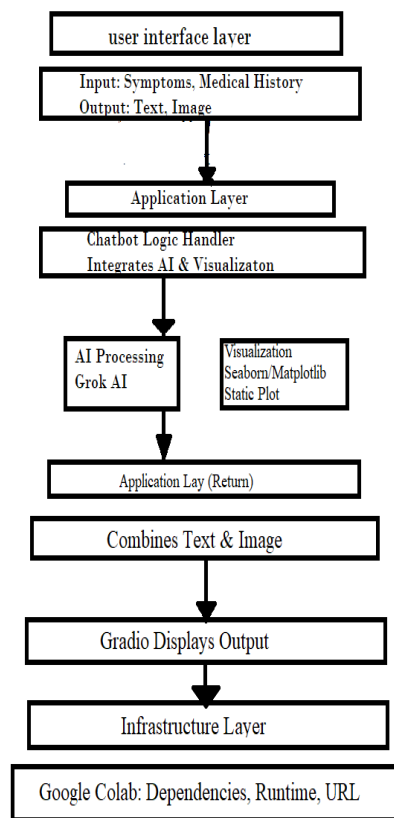 user interface layer
Input: Symptoms, Medical History
Output: Text, Image
Application Layer
Chatbot Logic Handler
Integrates AI & Visualizaton
AI Processing
Grok AI
Visualization
Seaborn/Matplotlib
Static Plot
Application Lay (Return)
Combines Text & Image
Gradio Displays Output
Infrastructure Layer
Google Colab: Dependencies, Runtime, URL